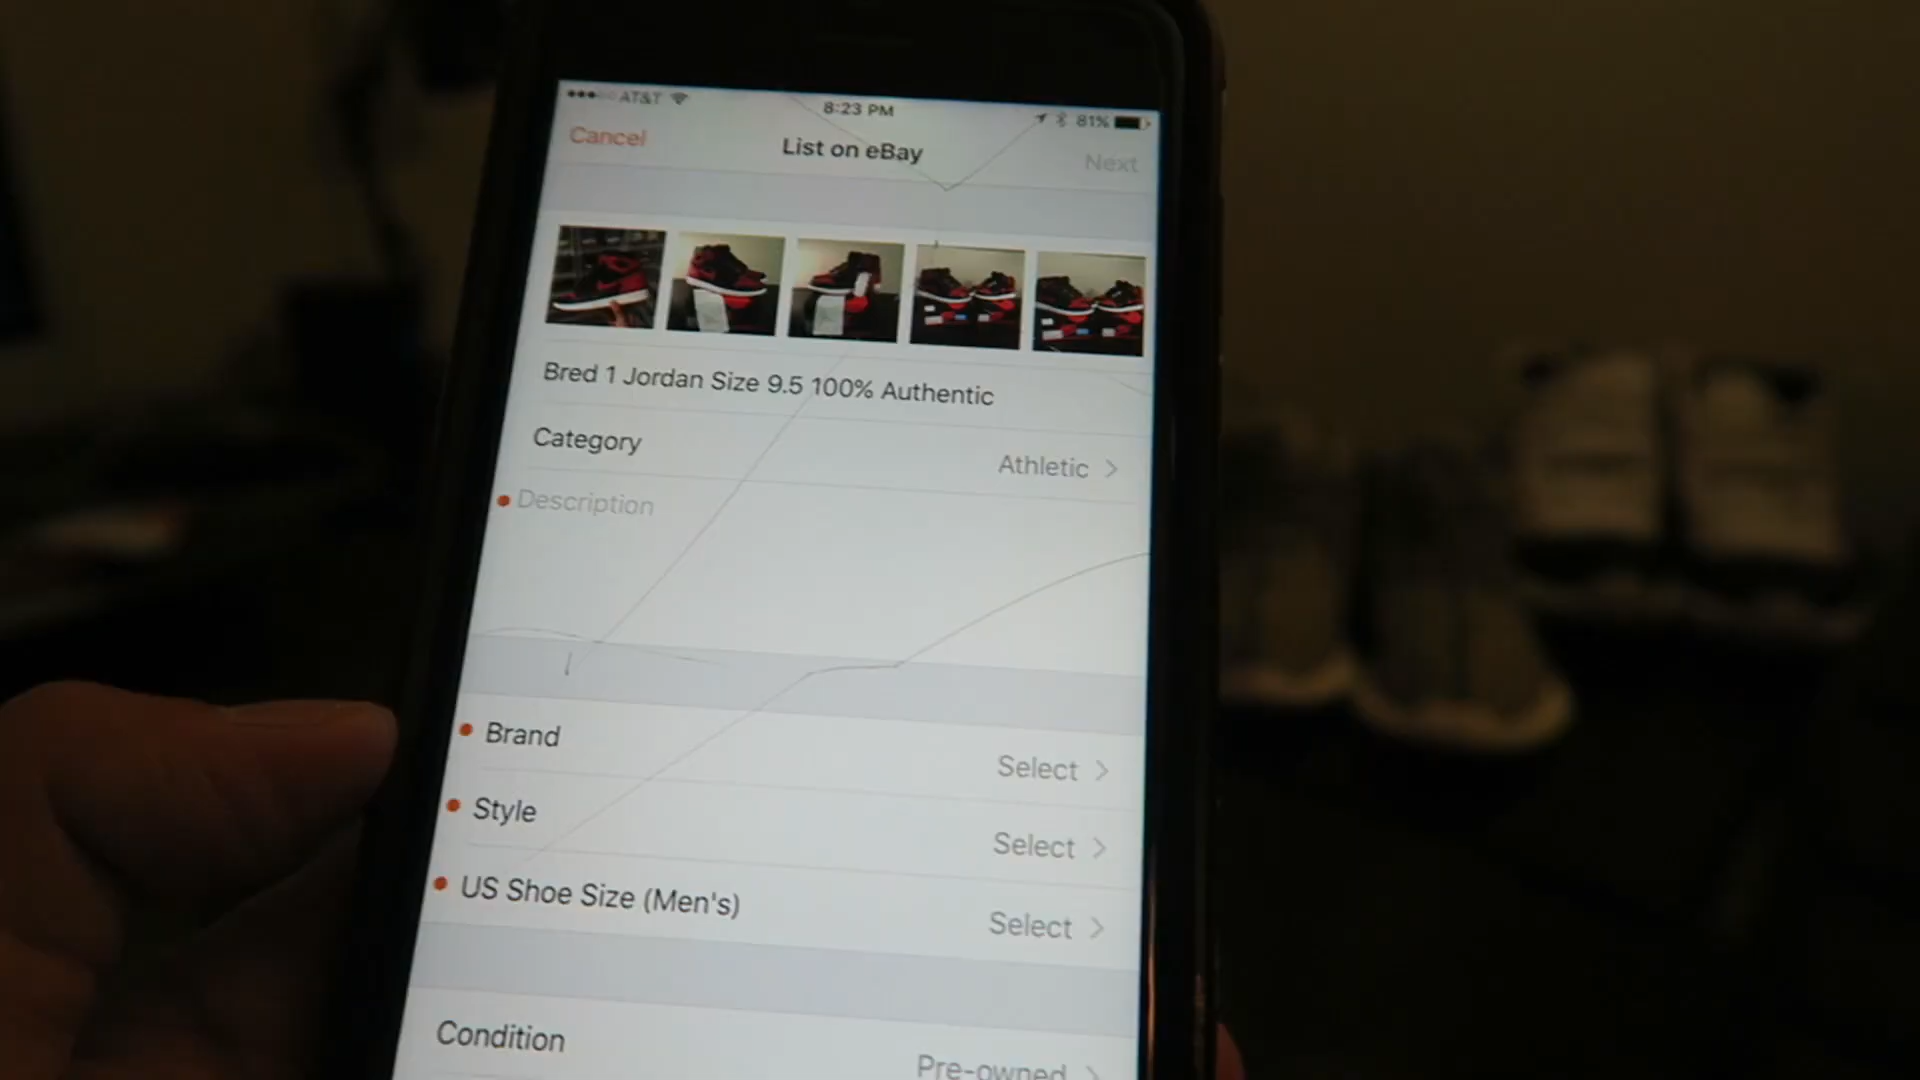 AT&T 8:23 PM 81%
Cancel List on eBay Next
Bred 1 Jordan Size 9.5 100% Authentic
Category Athletic
Description
Brand Select
Style Select
US Shoe Size (Men's) Select
Condition Pre-owned